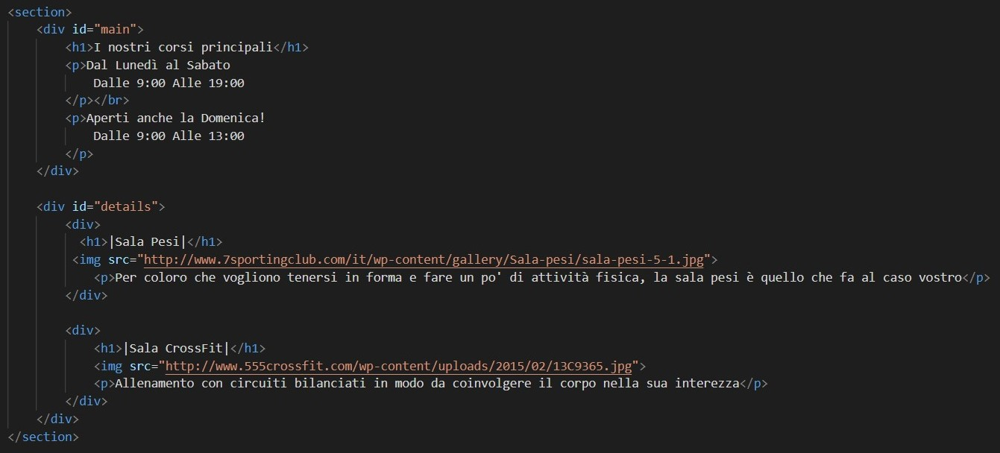 <section>
<div id="main">
<h1>I nostri corsi principali</h1>
<p>Dal Lunedì al Sabato
Dalle 9:00 Alle 19:00
</p></br>
<p>Aperti anche la Domenica!
Dalle 9:00 Alle 13:00
</p>
</div>
<div id="details">
<div>
<h1>|Sala Pesi|</h1>
<img src="http://www.7sportingclub.com/it/wp-content/gallery/Sala-pesi/sala-pesi-5-1.jpg">
<p>Per coloro che vogliono tenersi in forma e fare un po' di attività fisica, la sala pesi è quello che fa al caso vostro</p>
</div>
<div>
<h1>|Sala CrossFit|</h1>
<img src="http://www.555crossfit.com/wp-content/uploads/2015/02/13C9365.jpg">
<p>Allenamento con circuiti bilanciati in modo da coinvolgere il corpo nella sua interezza</p>
</div>
</div>
</section>